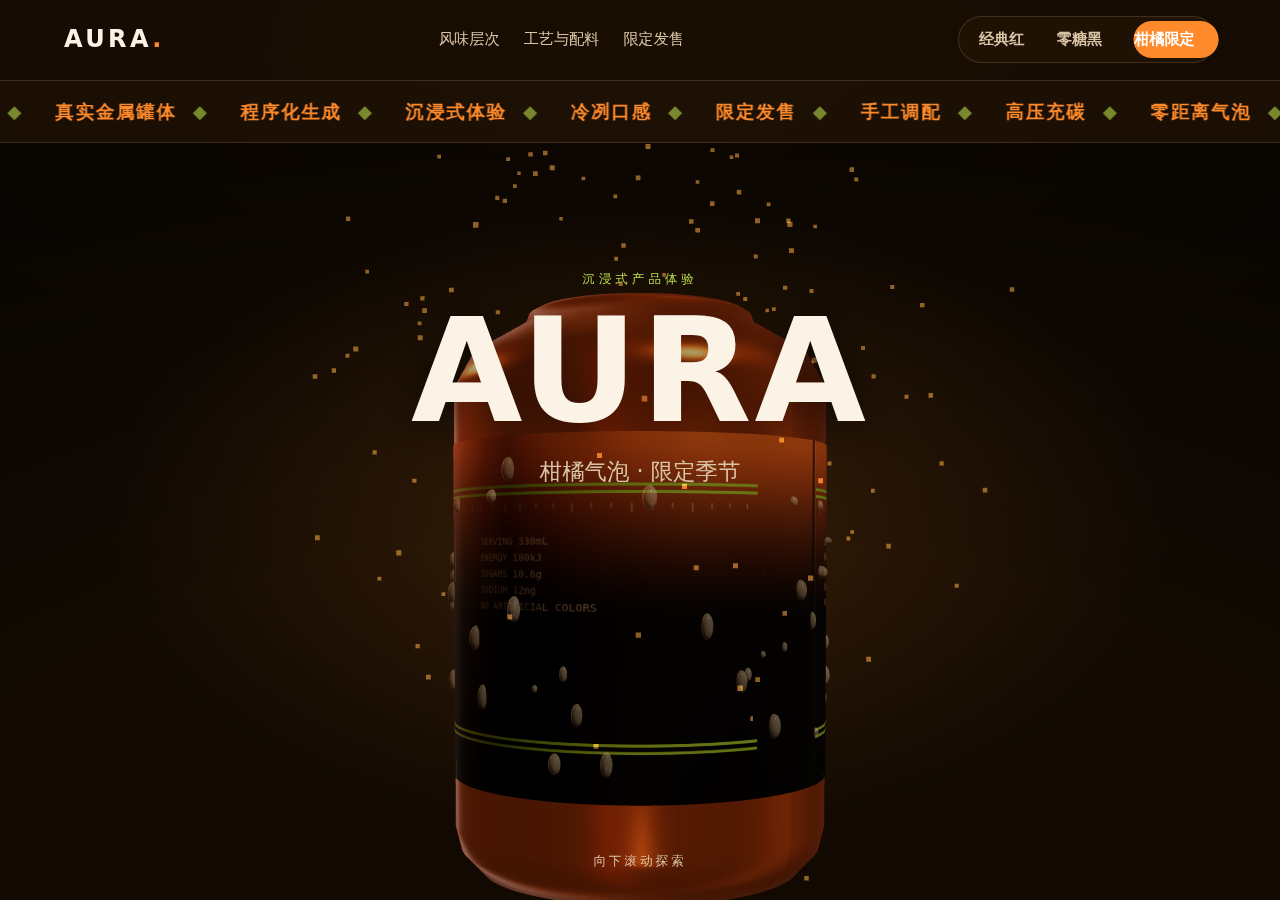 AURA.
风味层次 工艺与配料 限定发售
经典红 零糖黑 柑橘限定
真实金属罐体 ◆ 程序化生成 ◆ 沉浸式体验 ◆ 冷冽口感 ◆ 限定发售 ◆ 手工调配 ◆ 高压充碳 ◆ 零距离气泡
沉浸式产品体验
AURA
柑橘气泡 · 限定季节
SERVING 330mL
ENERGY 180kJ
SUGARS 10.6g
SODIUM 12mg
NO ARTIFICIAL COLORS
向下滚动探索